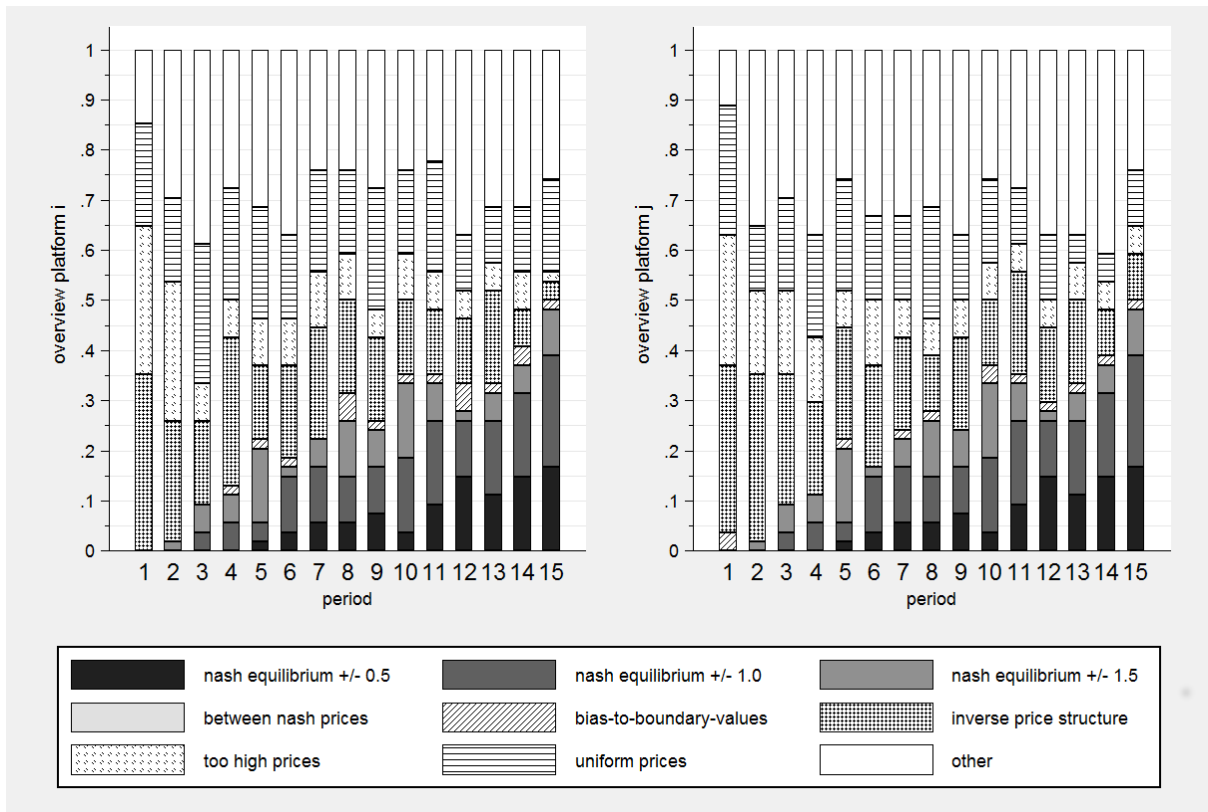 1
.9
.8
.7
.6
.5
.4
.3
.2
.1
0
overview platform i
1 2 3 4 5 6 7 8 9 10 11 12 13 14 15
period
1
.9
.8
.7
.6
.5
.4
.3
.2
.1
0
overview platform j
1 2 3 4 5 6 7 8 9 10 11 12 13 14 15
period
nash equilibrium +/- 0.5 nash equilibrium +/- 1.0 nash equilibrium +/- 1.5
between nash prices bias-to-boundary-values inverse price structure
too high prices uniform prices other